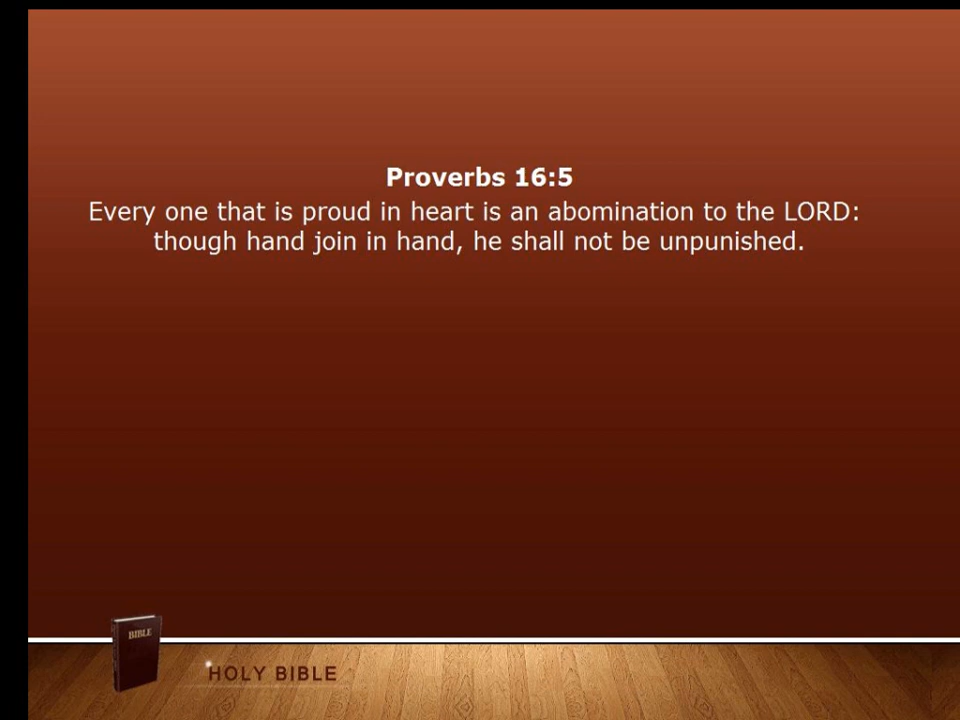 Proverbs 16:5
Every one that is proud in heart is an abomination to the LORD:
though hand join in hand, he shall not be unpunished.
BIBLE
HOLY BIBLE